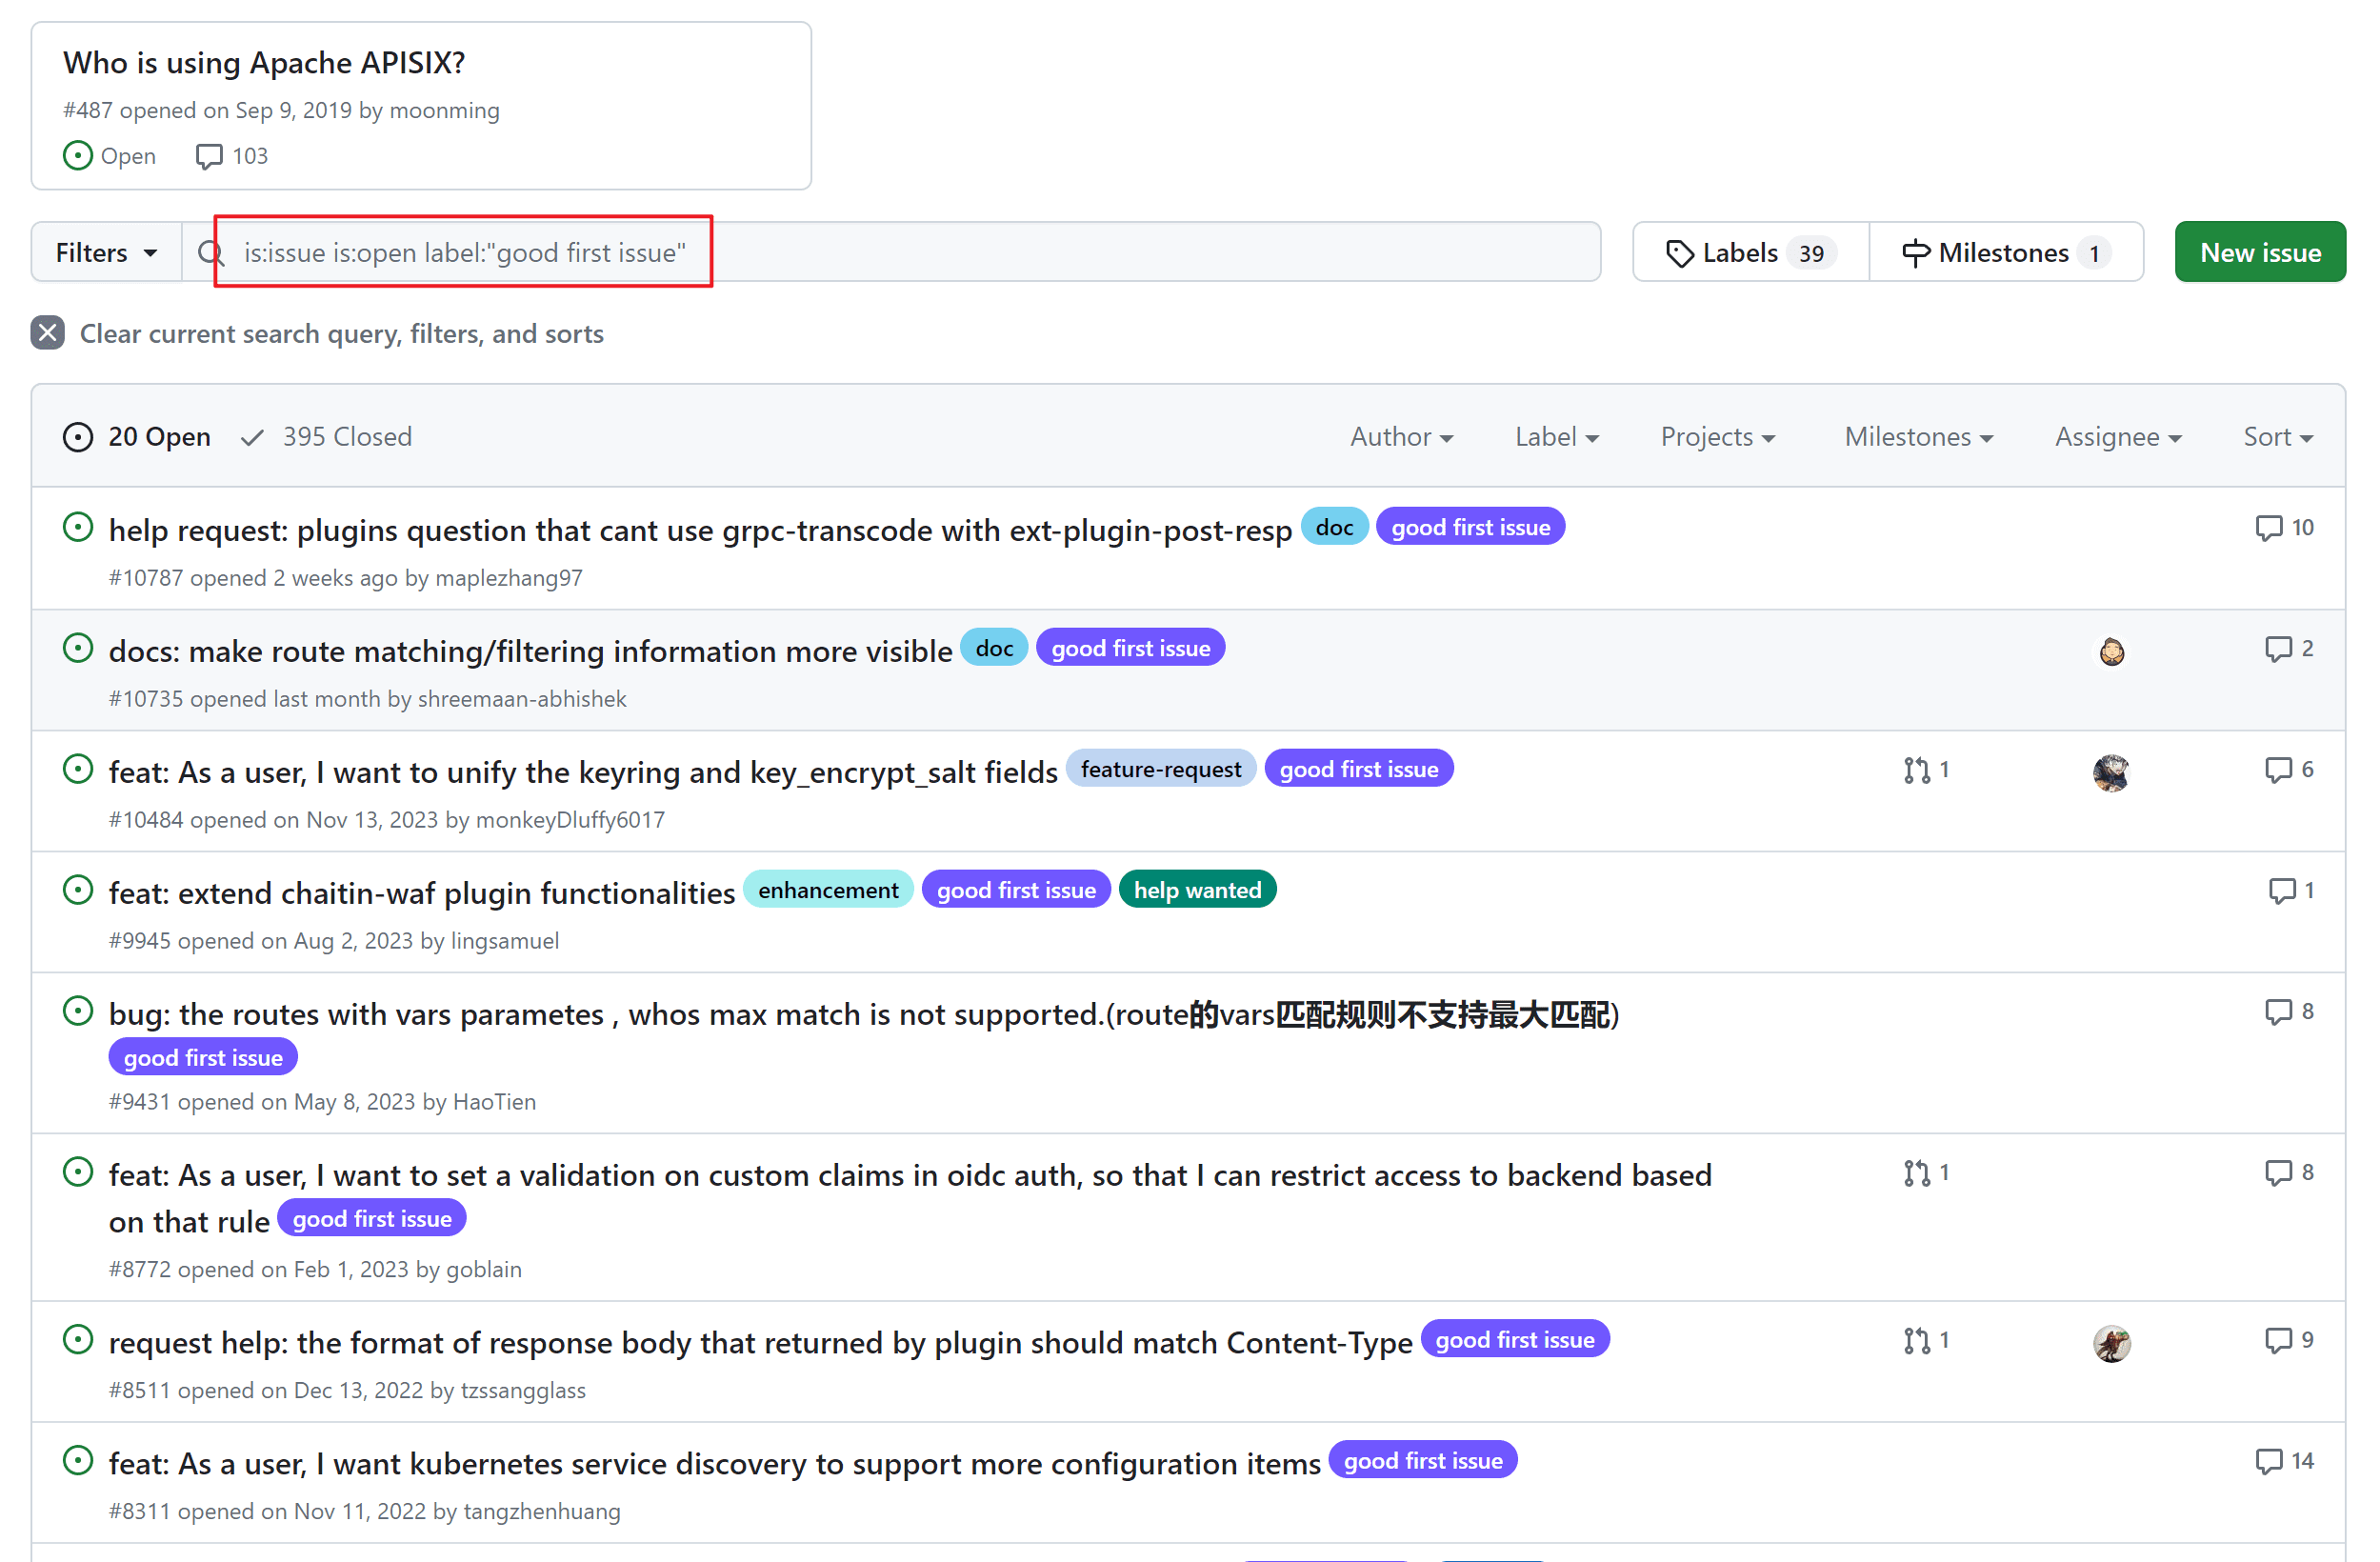 Who is using Apache APISIX?
#487 opened on Sep 9, 2019 by moonming
Open 103
Filters is:issue is:open label:"good first issue" Labels 39 Milestones 1 New issue
Clear current search query, filters, and sorts
20 Open 395 Closed Author Label Projects Milestones Assignee Sort
help request: plugins question that cant use grpc-transcode with ext-plugin-post-resp doc good first issue 10
#10787 opened 2 weeks ago by maplezhang97
docs: make route matching/filtering information more visible doc good first issue 2
#10735 opened last month by shreemaan-abhishek
feat: As a user, I want to unify the keyring and key_encrypt_salt fields feature-request good first issue 1 6
#10484 opened on Nov 13, 2023 by monkeyDluffy6017
feat: extend chaitin-waf plugin functionalities enhancement good first issue help wanted 1
#9945 opened on Aug 2, 2023 by lingsamuel
bug: the routes with vars parametes , whos max match is not supported.(route的vars匹配规则不支持最大匹配) 8
good first issue
#9431 opened on May 8, 2023 by HaoTien
feat: As a user, I want to set a validation on custom claims in oidc auth, so that I can restrict access to backend based 1 8
on that rule good first issue
#8772 opened on Feb 1, 2023 by goblain
request help: the format of response body that returned by plugin should match Content-Type good first issue 1 9
#8511 opened on Dec 13, 2022 by tzssangglass
feat: As a user, I want kubernetes service discovery to support more configuration items good first issue 14
#8311 opened on Nov 11, 2022 by tangzhenhuang